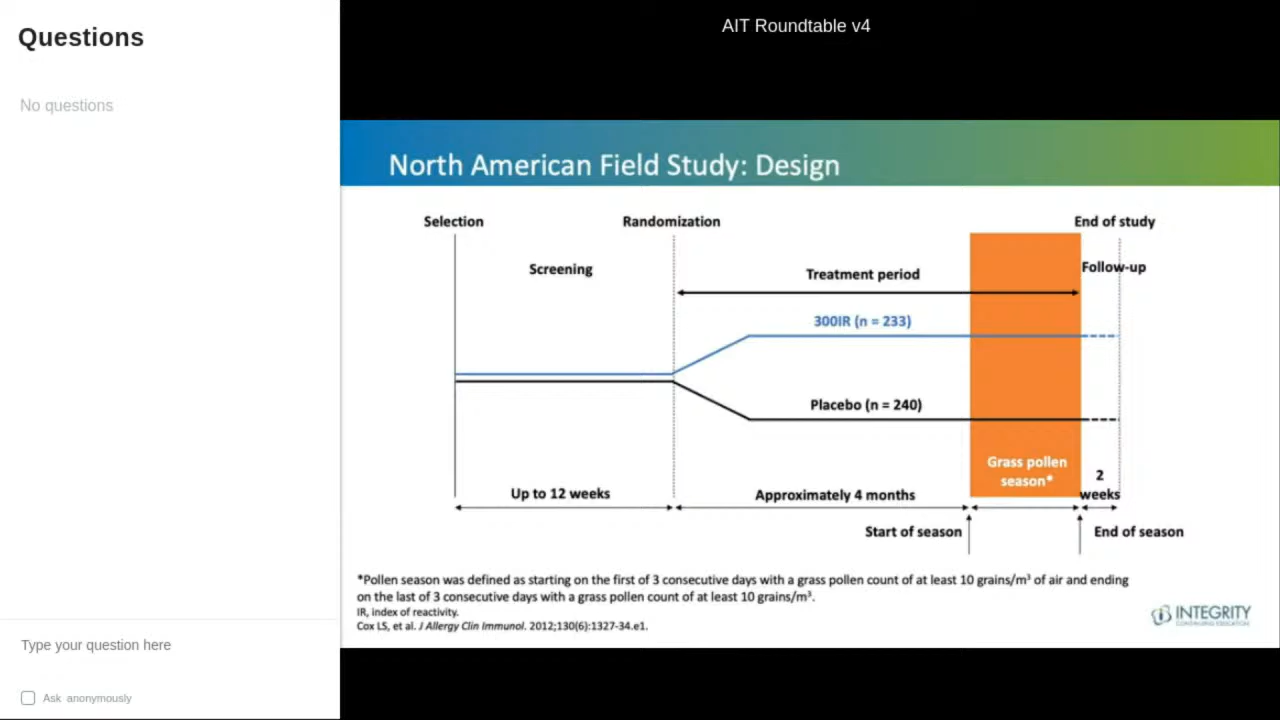 Questions
No questions
Type your question here
Ask anonymously
AIT Roundtable v4
North American Field Study: Design
Selection
Randomization
End of study
Screening
Treatment period
Follow-up
300IR (n = 233)
Placebo (n = 240)
Grass pollen
season*
2
weeks
Up to 12 weeks
Approximately 4 months
Start of season
End of season
*Pollen season was defined as starting on the first of 3 consecutive days with a grass pollen count of at least 10 grains/m³ of air and ending
on the last of 3 consecutive days with a grass pollen count of at least 10 grains/m³.
IR, index of reactivity.
Cox LS, et al. J Allergy Clin Immunol. 2012;130(6):1327-34.e1.
INTEGRITY
CONTINUING EDUCATION